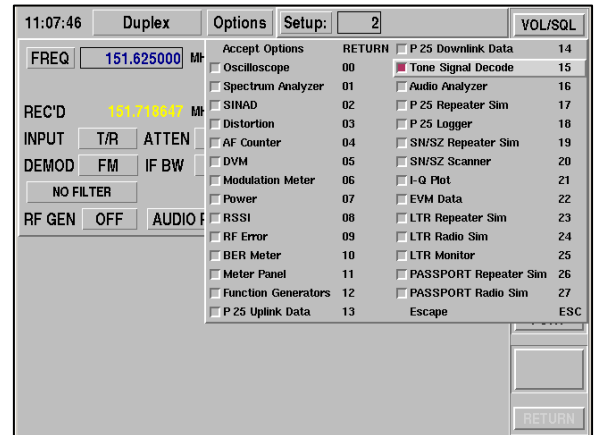 11:07:46 Duplex Options Setup: 2 VOL/SQL
FREQ 151.625000
REC'D 151.718647
INPUT T/R ATTEN
DEMOD FM IF BW
NO FILTER
RF GEN OFF AUDIO
Accept Options RETURN
Oscilloscope 00
Spectrum Analyzer 01
SINAD 02
Distortion 03
AF Counter 04
DVM 05
Modulation Meter 06
Power 07
RSSI 08
RF Error 09
BER Meter 10
Meter Panel 11
Function Generators 12
P 25 Uplink Data 13
P 25 Downlink Data 14
Tone Signal Decode 15
Audio Analyzer 16
P 25 Repeater Sim 17
P 25 Logger 18
SN/SZ Repeater Sim 19
SN/SZ Scanner 20
I-Q Plot 21
EVM Data 22
LTR Repeater Sim 23
LTR Radio Sim 24
LTR Monitor 25
PASSPORT Repeater Sim 26
PASSPORT Radio Sim 27
Escape ESC
RETURN